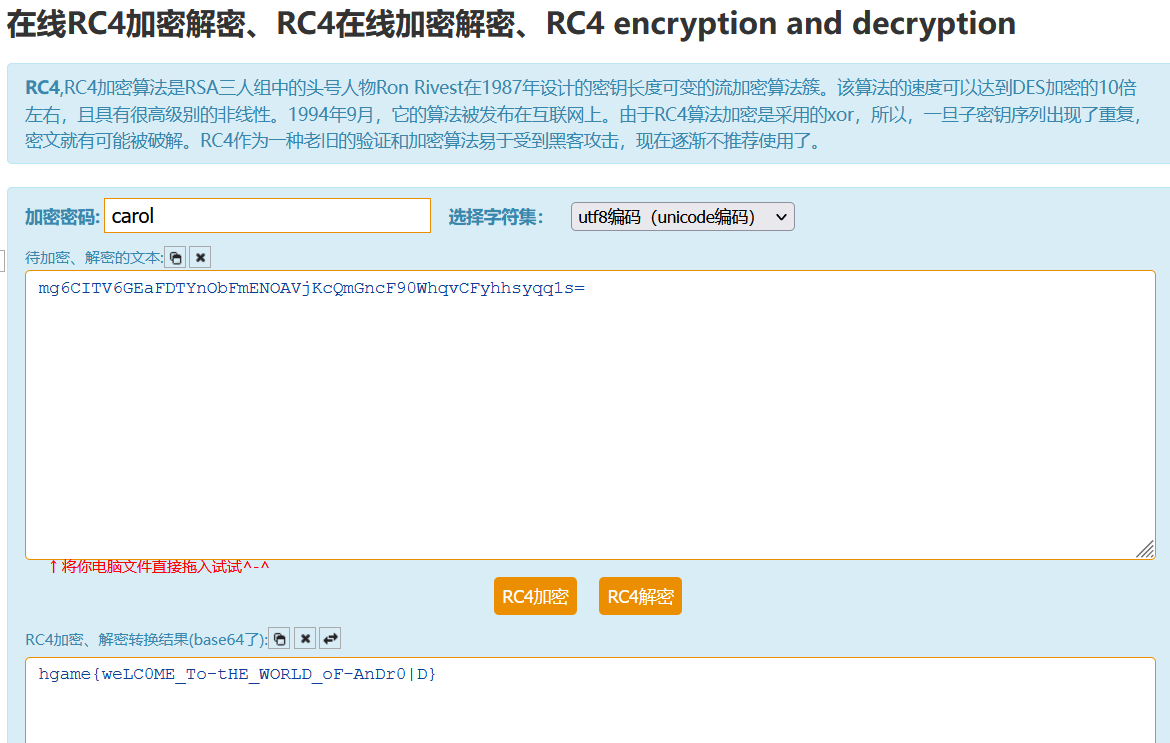 在线RC4加密解密、RC4在线加密解密、RC4 encryption and decryption
RC4,RC4加密算法是RSA三人组中的头号人物Ron Rivest在1987年设计的密钥长度可变的流加密算法簇。该算法的速度可以达到DES加密的10倍
左右，且具有很高级别的非线性。1994年9月，它的算法被发布在互联网上。由于RC4算法加密是采用的xor，所以，一旦子密钥序列出现了重复，
密文就有可能被破解。RC4作为一种老旧的验证和加密算法易于受到黑客攻击，现在逐渐不推荐使用了。
加密密码: carol 选择字符集： utf8编码（unicode编码）
待加密、解密的文本:
mg6CITV6GEaFDTYnObFmENOAVjKcQmGncF90WhqvCFyhhsyqq1s=
↑将你电脑文件直接拖入试试^-^
RC4加密 RC4解密
RC4加密、解密转换结果(base64了):
hgame{weLC0ME_To-tHE_WORLD_oF-AnDr0|D}